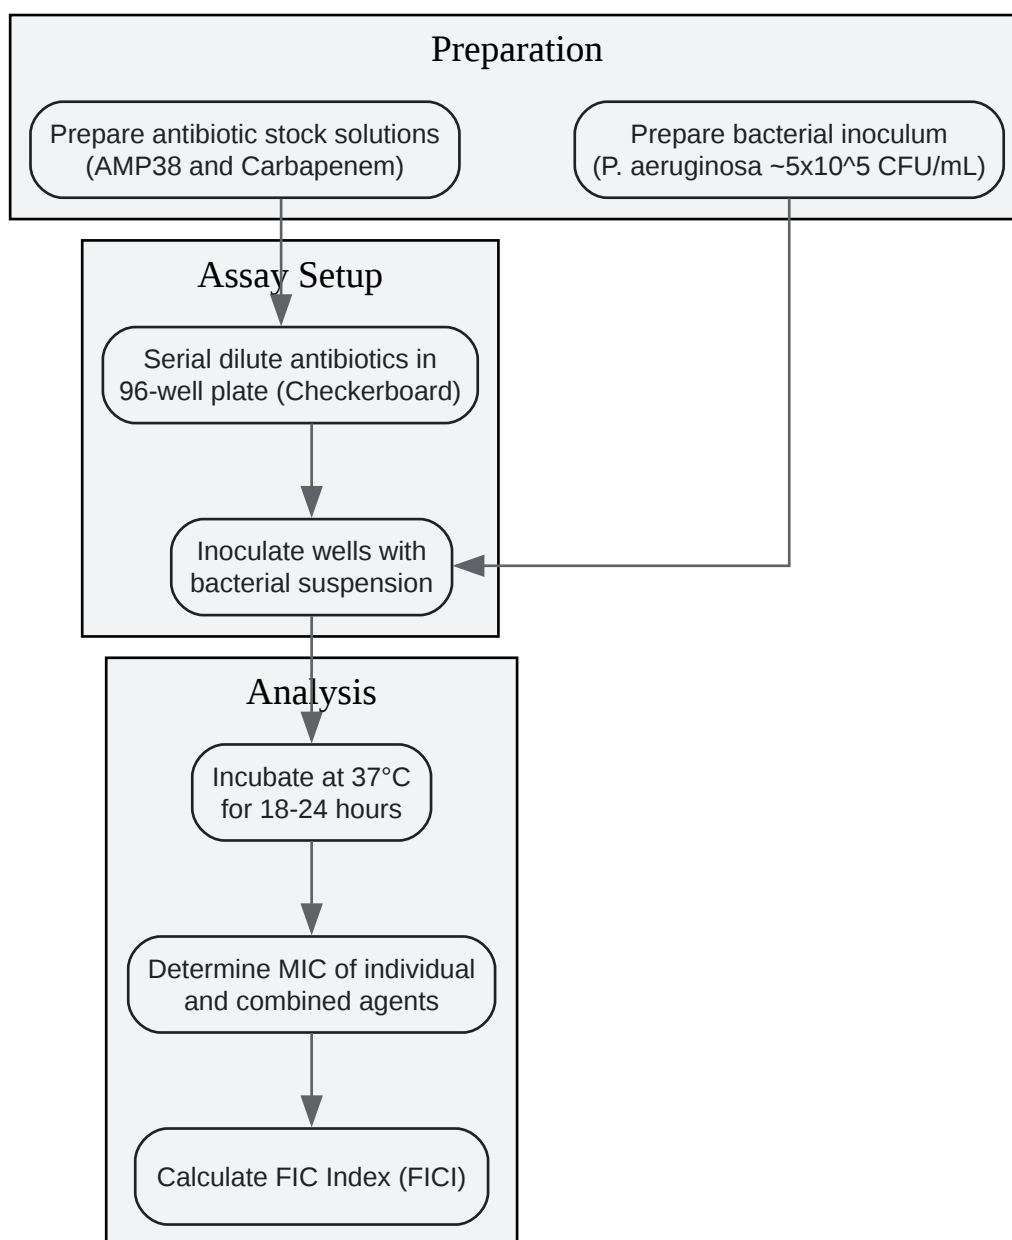 Preparation
Prepare antibiotic stock solutions
(AMP38 and Carbapenem)
Prepare bacterial inoculum
(P. aeruginosa ~5x10^5 CFU/mL)
Assay Setup
Serial dilute antibiotics in
96-well plate (Checkerboard)
Inoculate wells with
bacterial suspension
Analysis
Incubate at 37°C
for 18-24 hours
Determine MIC of individual
and combined agents
Calculate FIC Index (FICI)